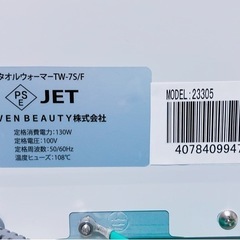 タオルウォーマーTW-7S/F
PS
E
JET
VEN BEAUTY株式会社
定格消費電力：130W
定格電圧：100V
定格周波数：50/60Hz
温度ヒューズ：108℃
MODEL：23305
4078409947